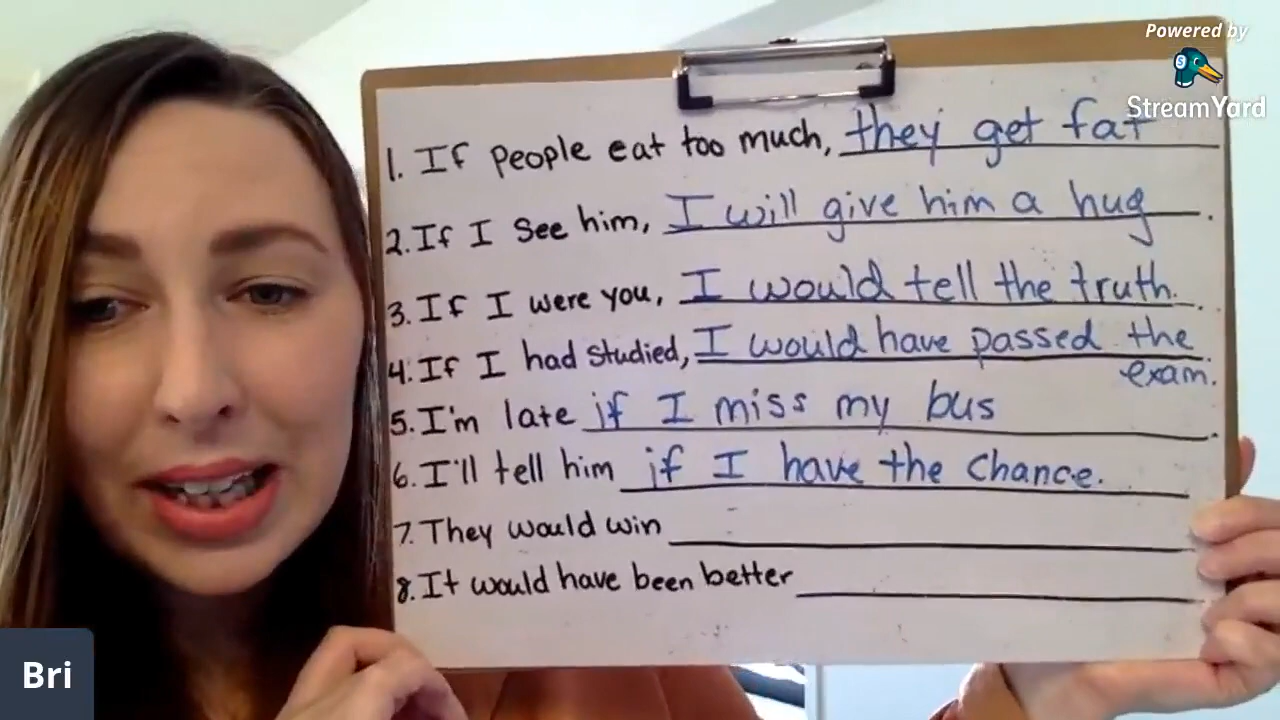 Powered by
StreamYard
1. If people eat too much, they get fat
2. If I see him, I will give him a hug.
3. If I were you, I would tell the truth.
4. If I had studied, I would have passed the
exam.
5. I'm late if I miss my bus.
6. I'll tell him if I have the chance.
7. They would win
8. It would have been better
Bri